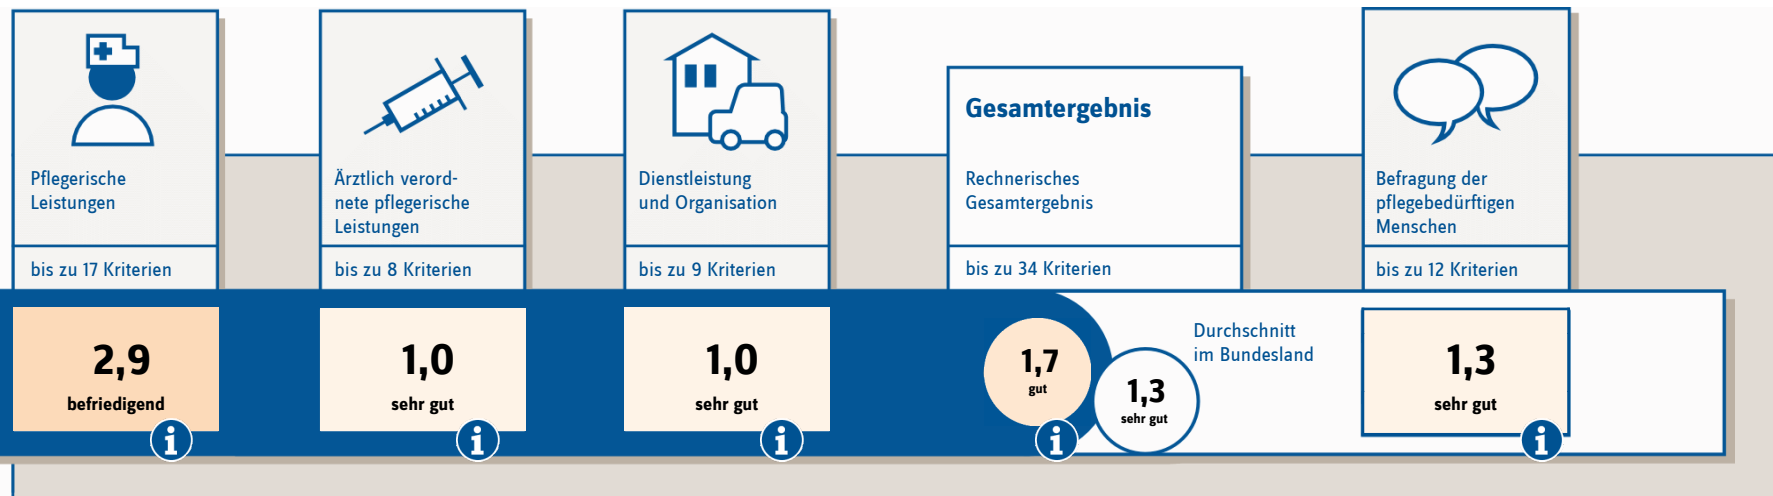 Pflegerische
Leistungen
bis zu 17 Kriterien
2,9
befriedigend
i
Ärztlich verord-
nete pflegerische
Leistungen
bis zu 8 Kriterien
1,0
sehr gut
i
Dienstleistung
und Organisation
bis zu 9 Kriterien
1,0
sehr gut
i
Gesamtergebnis
Rechnerisches
Gesamtergebnis
bis zu 34 Kriterien
1,7
gut
i
1,3
sehr gut
Durchschnitt
im Bundesland
Befragung der
pflegebedürftigen
Menschen
bis zu 12 Kriterien
1,3
sehr gut
i